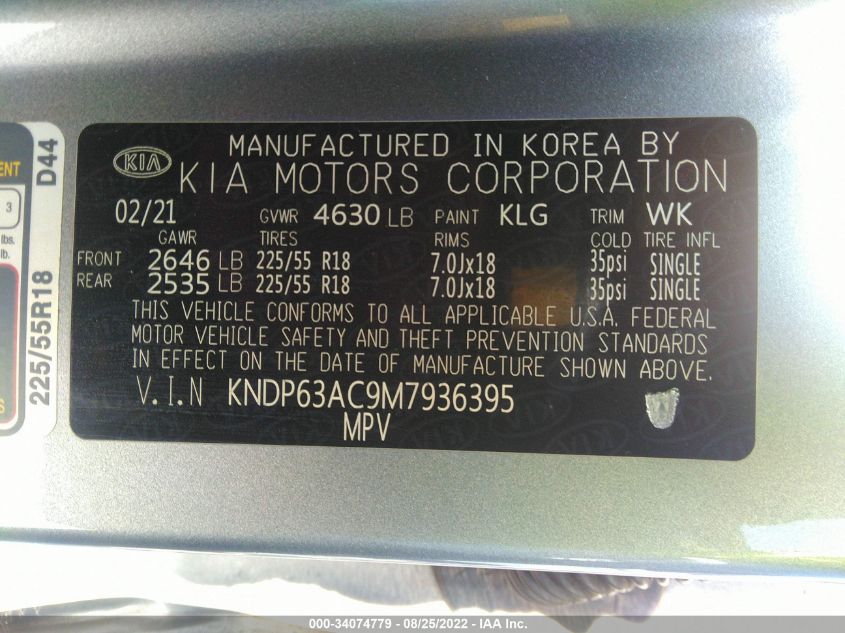 MANUFACTURED IN KOREA BY
KIA KIA MOTORS CORPORATION
02/21 GVWR 4630 LB PAINT KLG TRIM WK
GAWR TIRES RIMS COLD TIRE INFL
FRONT 2646 LB 225/55 R18 7.0Jx18 35psi SINGLE
REAR 2535 LB 225/55 R18 7.0Jx18 35psi SINGLE
THIS VEHICLE CONFORMS TO ALL APPLICABLE U.S.A. FEDERAL
MOTOR VEHICLE SAFETY AND THEFT PREVENTION STANDARDS
IN EFFECT ON THE DATE OF MANUFACTURE SHOWN ABOVE.
V.I.N KNDP63AC9M7936395
MPV
D44
225/55R18
3
lbs.
lb.
000-34074779 - 08/25/2022 - IAA Inc.